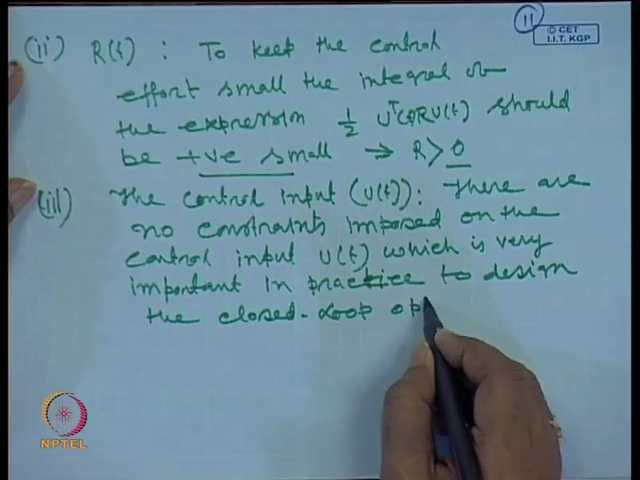 11
© CET
I.I.T. KGP
(ii) R(t) : To keep the control
effort small the integral of
the expression 1/2 Uᵀ(t)RU(t) should
be +ve small → R > 0
(iii) The control input (U(t)): There are
no constraints imposed on the
control input U(t) which is very
important in practice to design
the closed-loop op
NPTEL